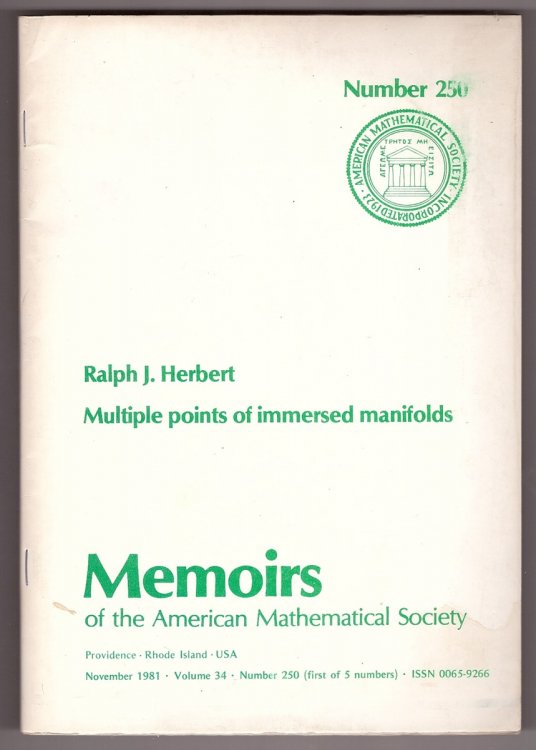 Number 250
AMERICAN MATHEMATICAL SOCIETY · INCORPORATED 1923 ·
ΑΓΕΩΜΕΤΡΗΤΟΣ ΜΗ ΕΙΣΙΤΩ
Ralph J. Herbert
Multiple points of immersed manifolds
Memoirs
of the American Mathematical Society
Providence · Rhode Island · USA
November 1981 · Volume 34 · Number 250 (first of 5 numbers) · ISSN 0065-9266